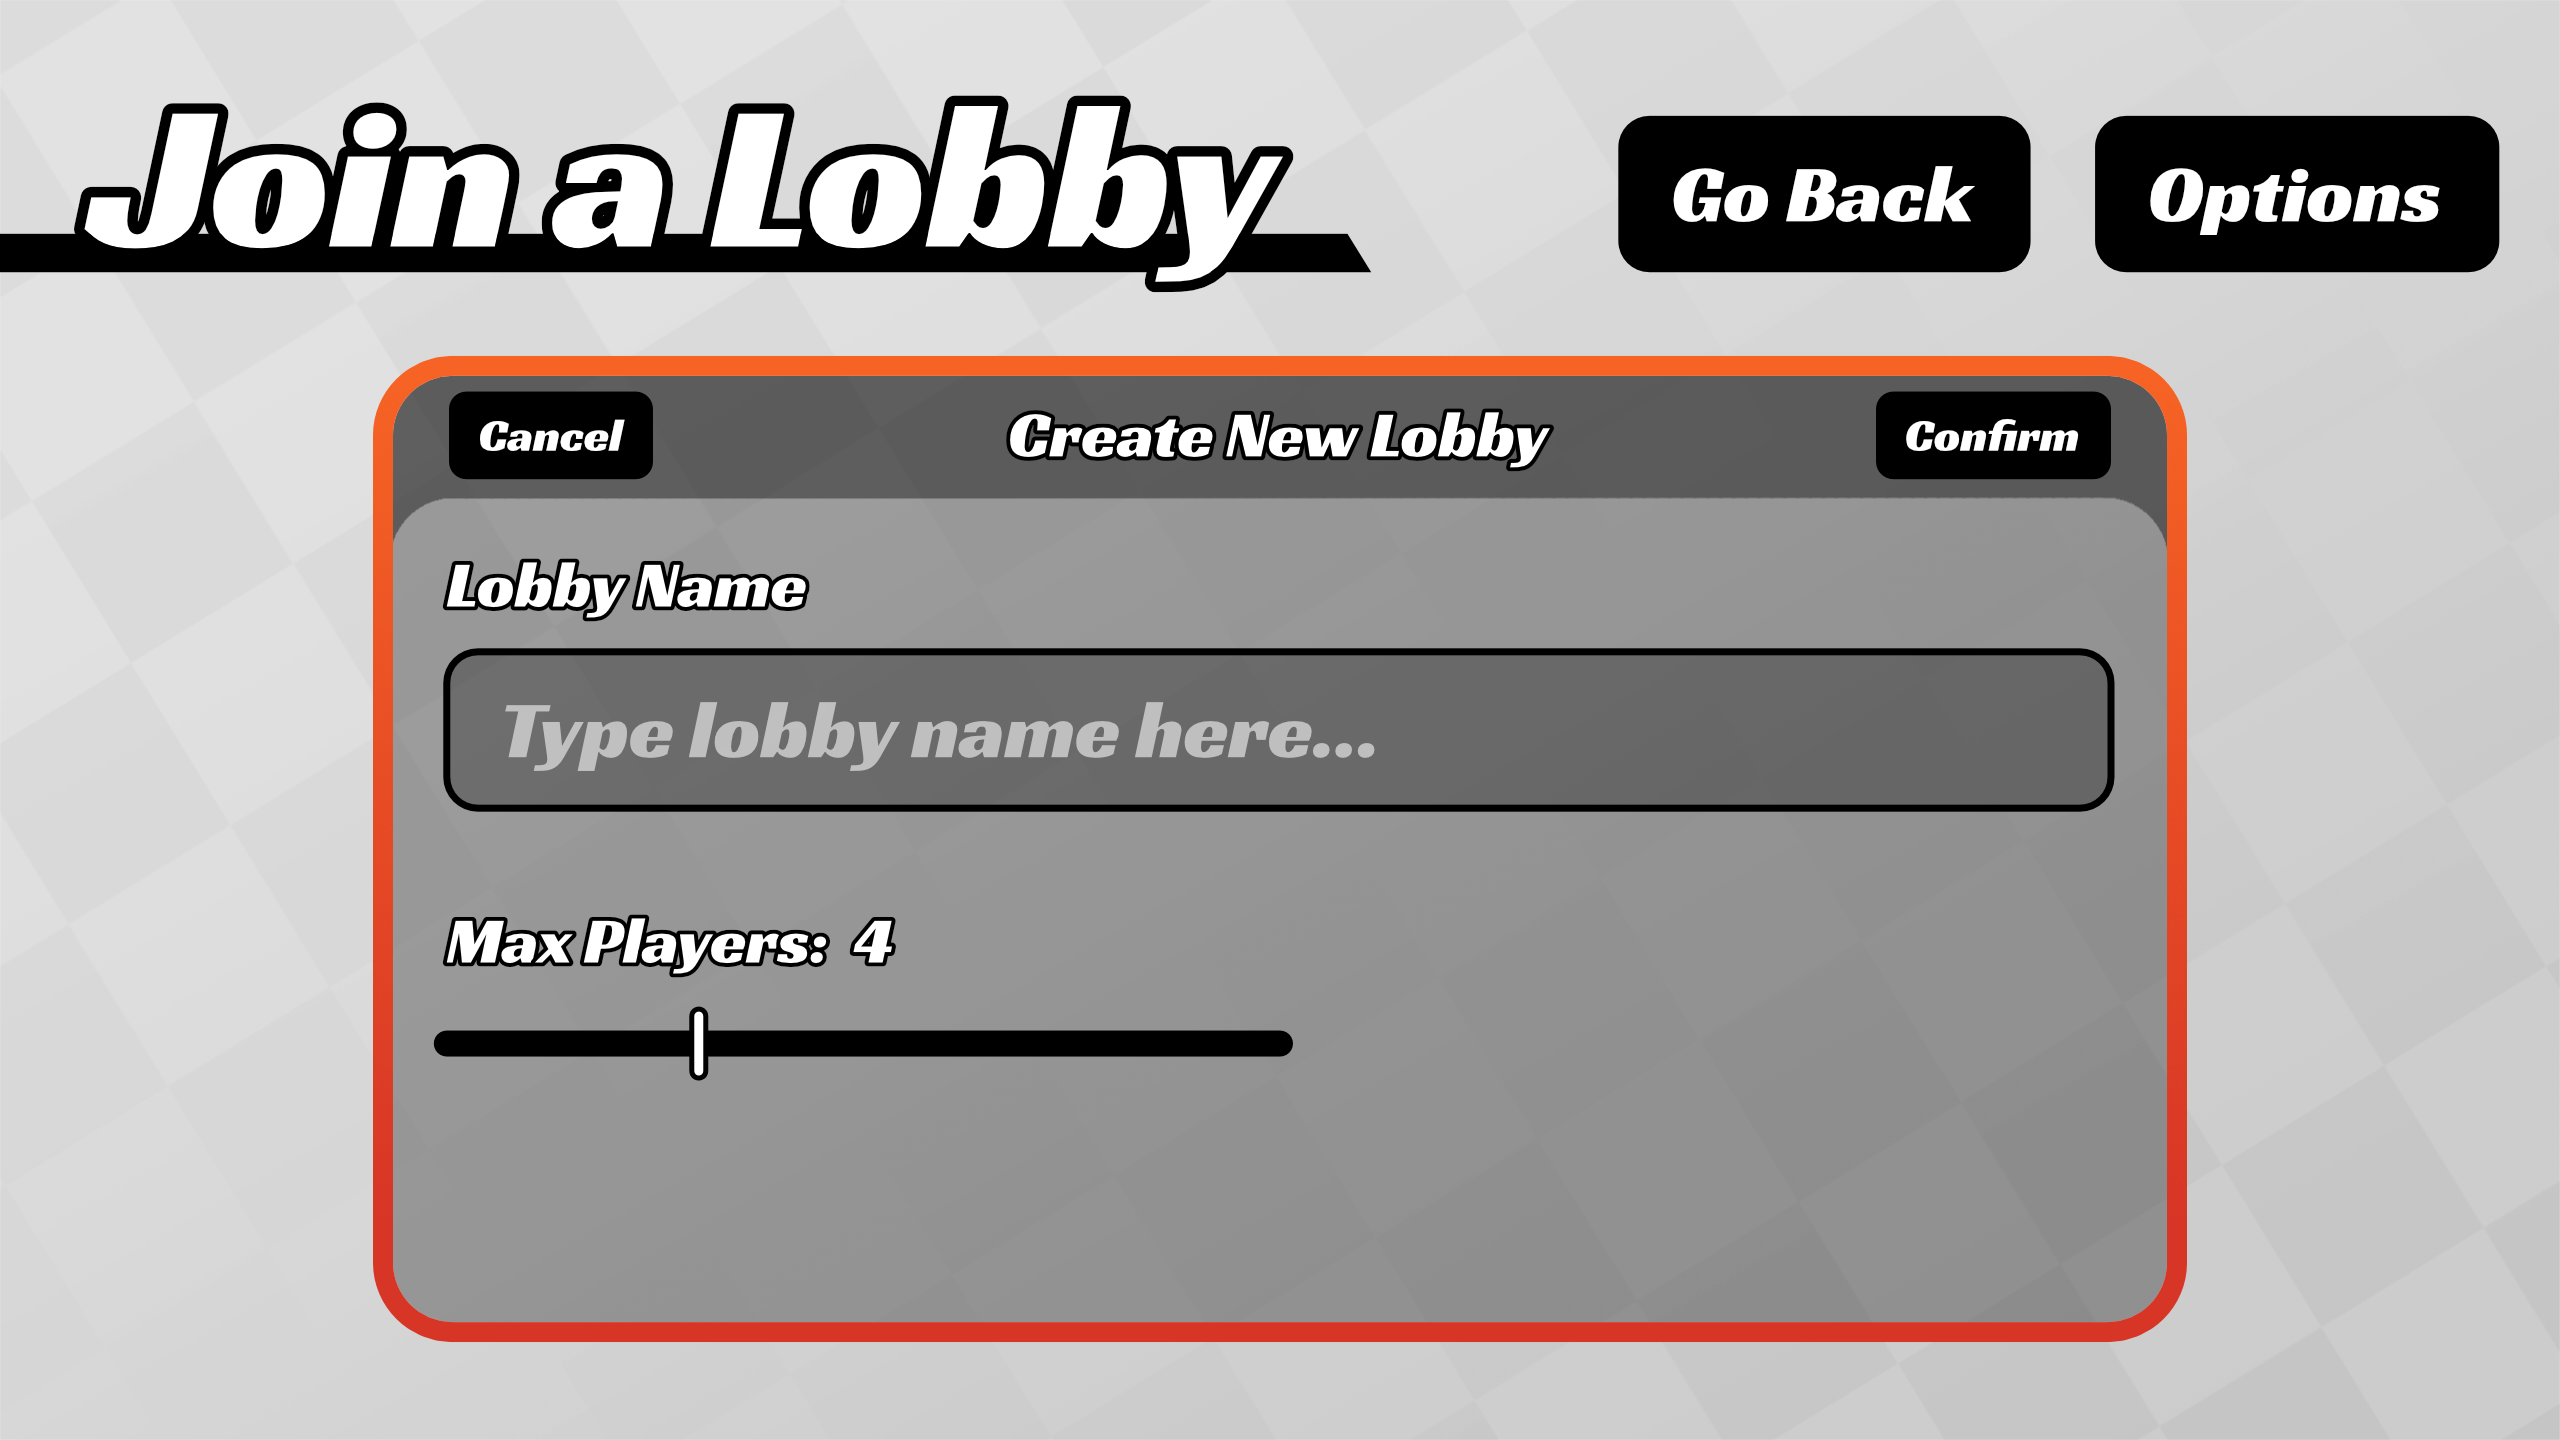 Join a Lobby
Go Back
Options
Cancel
Create New Lobby
Confirm
Lobby Name
Type lobby name here...
Max Players: 4